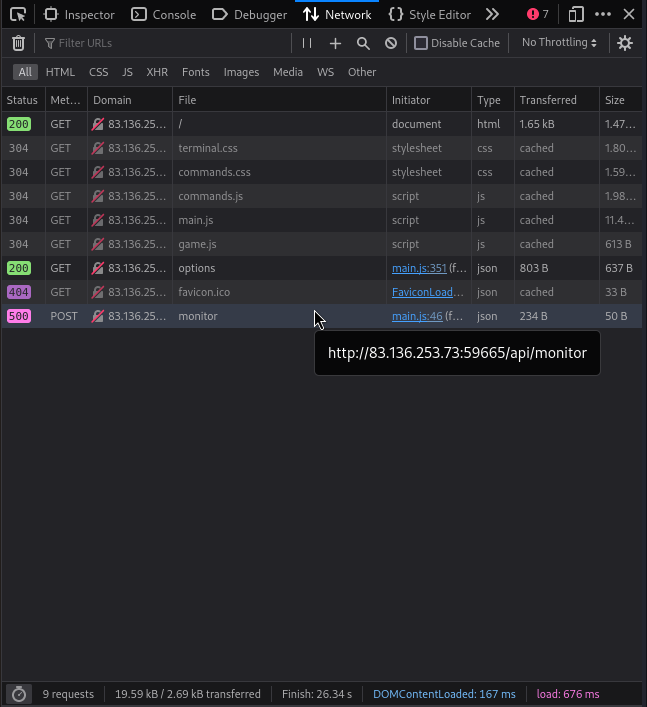 Inspector Console Debugger Network Style Editor 7
Filter URLs Disable Cache No Throttling
All HTML CSS JS XHR Fonts Images Media WS Other
Status Met… Domain File Initiator Type Transferred Size
200 GET 83.136.25… / document html 1.65 kB 1.47…
304 GET 83.136.25… terminal.css stylesheet css cached 1.80…
304 GET 83.136.25… commands.css stylesheet css cached 1.59…
304 GET 83.136.25… commands.js script js cached 1.98…
304 GET 83.136.25… main.js script js cached 11.4…
304 GET 83.136.25… game.js script js cached 613 B
200 GET 83.136.25… options main.js:351 (f… json 803 B 637 B
404 GET 83.136.25… favicon.ico FaviconLoad… json cached 33 B
500 POST 83.136.25… monitor main.js:46 (f… json 234 B 50 B
http://83.136.253.73:59665/api/monitor
9 requests 19.59 kB / 2.69 kB transferred Finish: 26.34 s DOMContentLoaded: 167 ms load: 676 ms